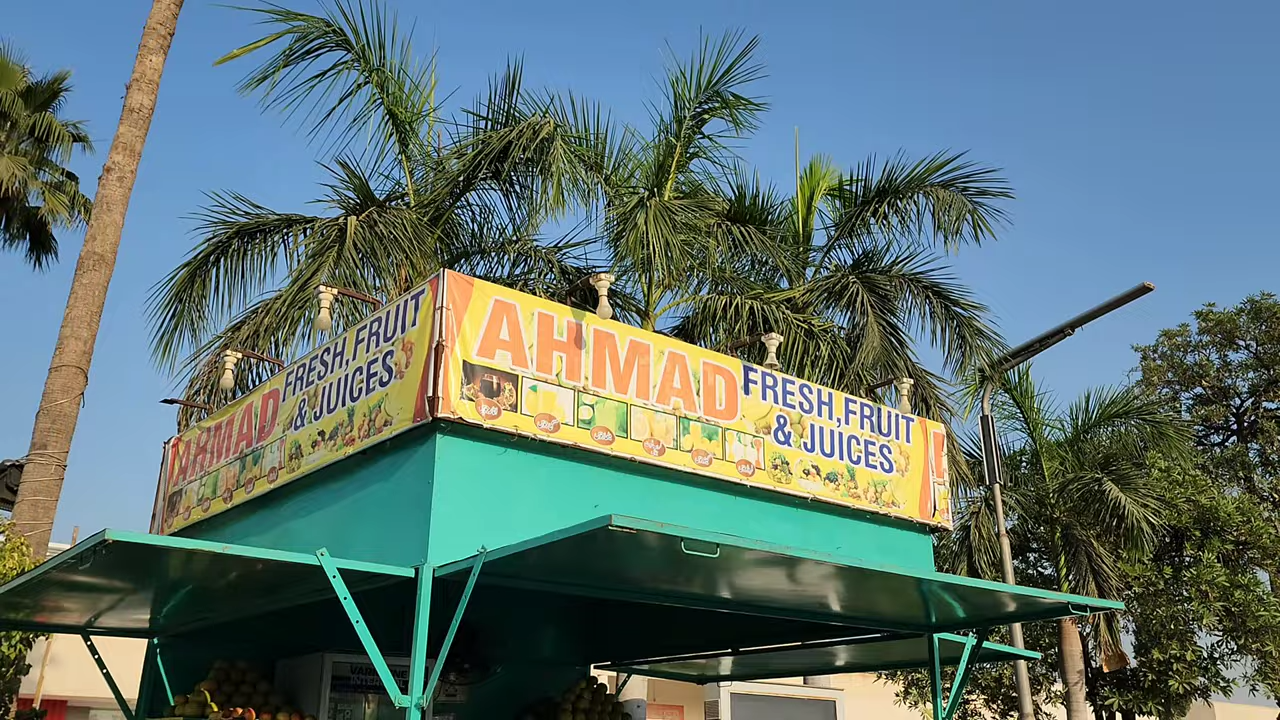 AHMAD
FRESH, FRUIT
& JUICES
AHMAD
FRESH,FRUIT
& JUICES